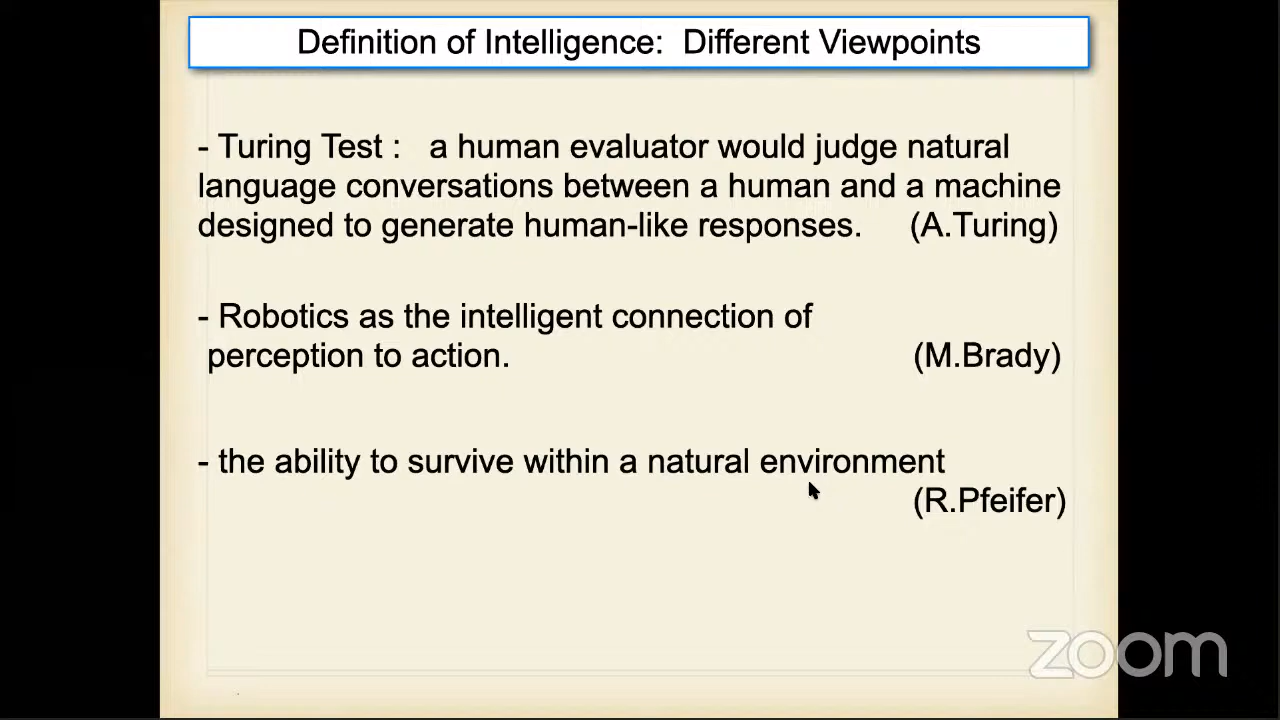 Definition of Intelligence: Different Viewpoints
- Turing Test : a human evaluator would judge natural
language conversations between a human and a machine
designed to generate human-like responses. (A.Turing)
- Robotics as the intelligent connection of
perception to action. (M.Brady)
- the ability to survive within a natural environment
(R.Pfeifer)
zoom